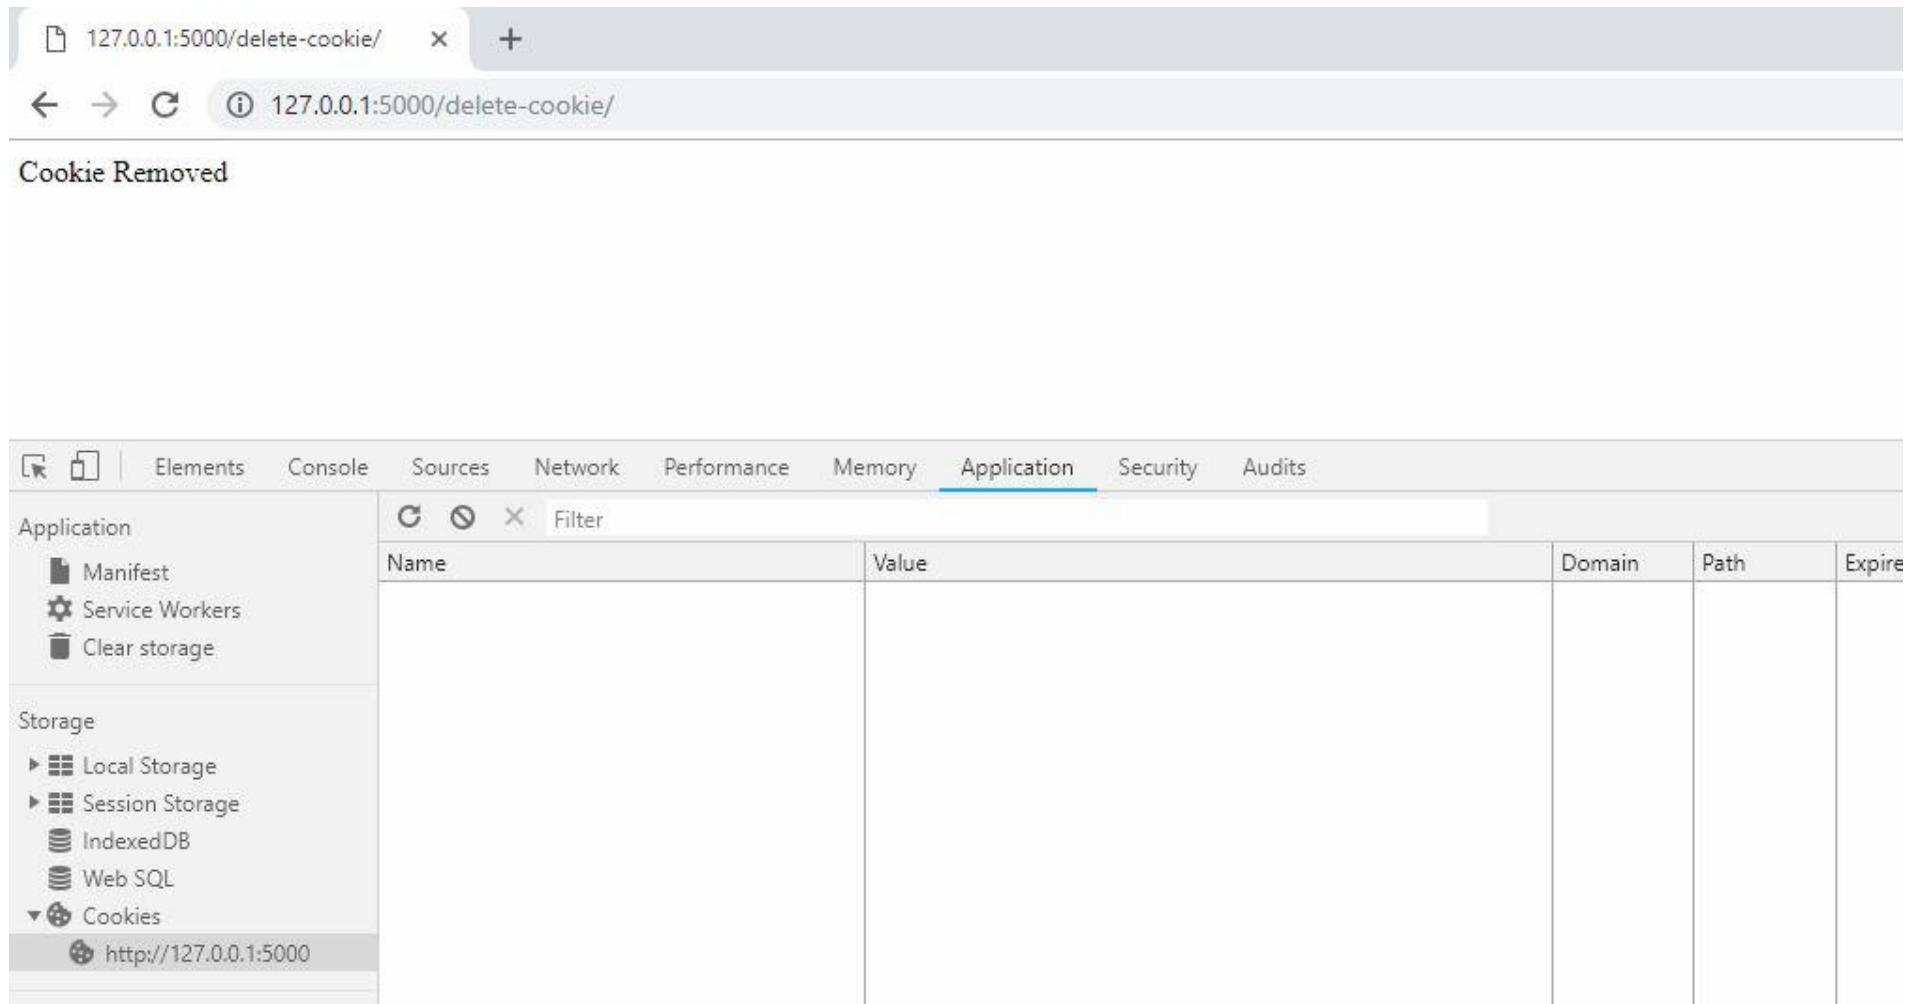 127.0.0.1:5000/delete-cookie/
127.0.0.1:5000/delete-cookie/
Cookie Removed
Elements Console Sources Network Performance Memory Application Security Audits
Application
Manifest
Service Workers
Clear storage
Storage
Local Storage
Session Storage
IndexedDB
Web SQL
Cookies
http://127.0.0.1:5000
Filter
Name Value Domain Path Expire